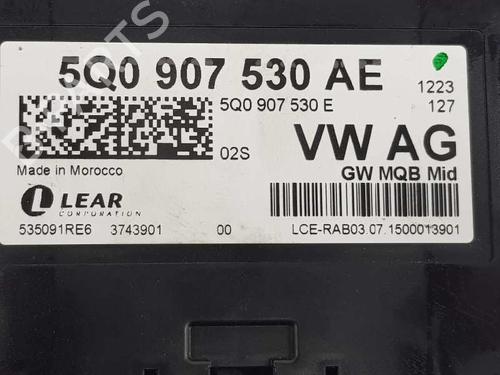 5Q0 907 530 AE
1223
5Q0 907 530 E
127
02S
VW AG
Made in Morocco
GW MQB Mid
LEAR
CORPORATION
535091RE6 3743901 00 LCE-RAB03.07.1500013901